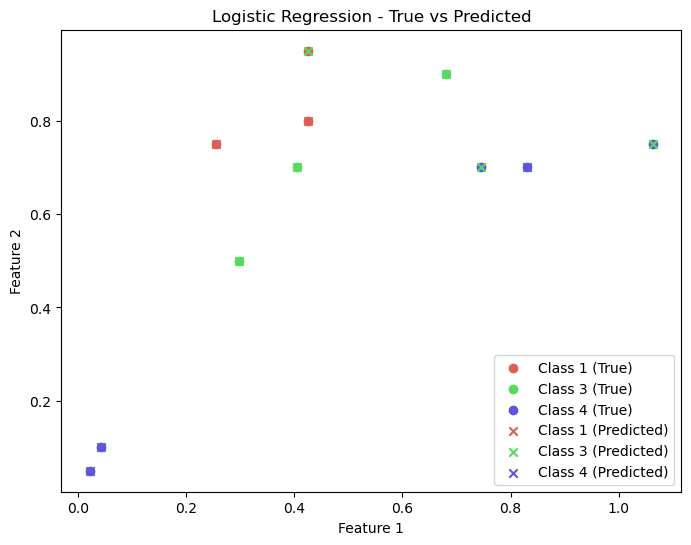 Logistic Regression - True vs Predicted
Feature 2
0.8
0.6
0.4
0.2
Class 1 (True)
Class 3 (True)
Class 4 (True)
Class 1 (Predicted)
Class 3 (Predicted)
Class 4 (Predicted)
0.0 0.2 0.4 0.6 0.8 1.0
Feature 1